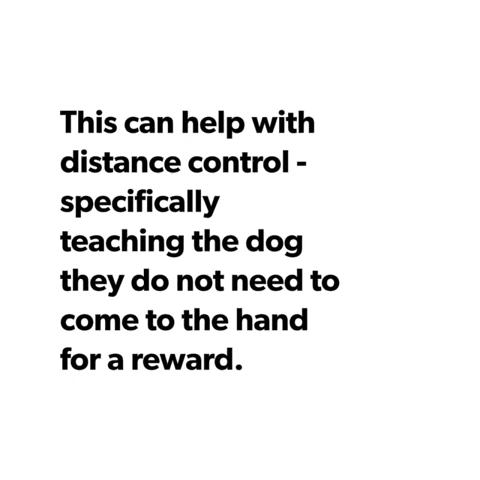 This can help with
distance control -
specifically
teaching the dog
they do not need to
come to the hand
for a reward.